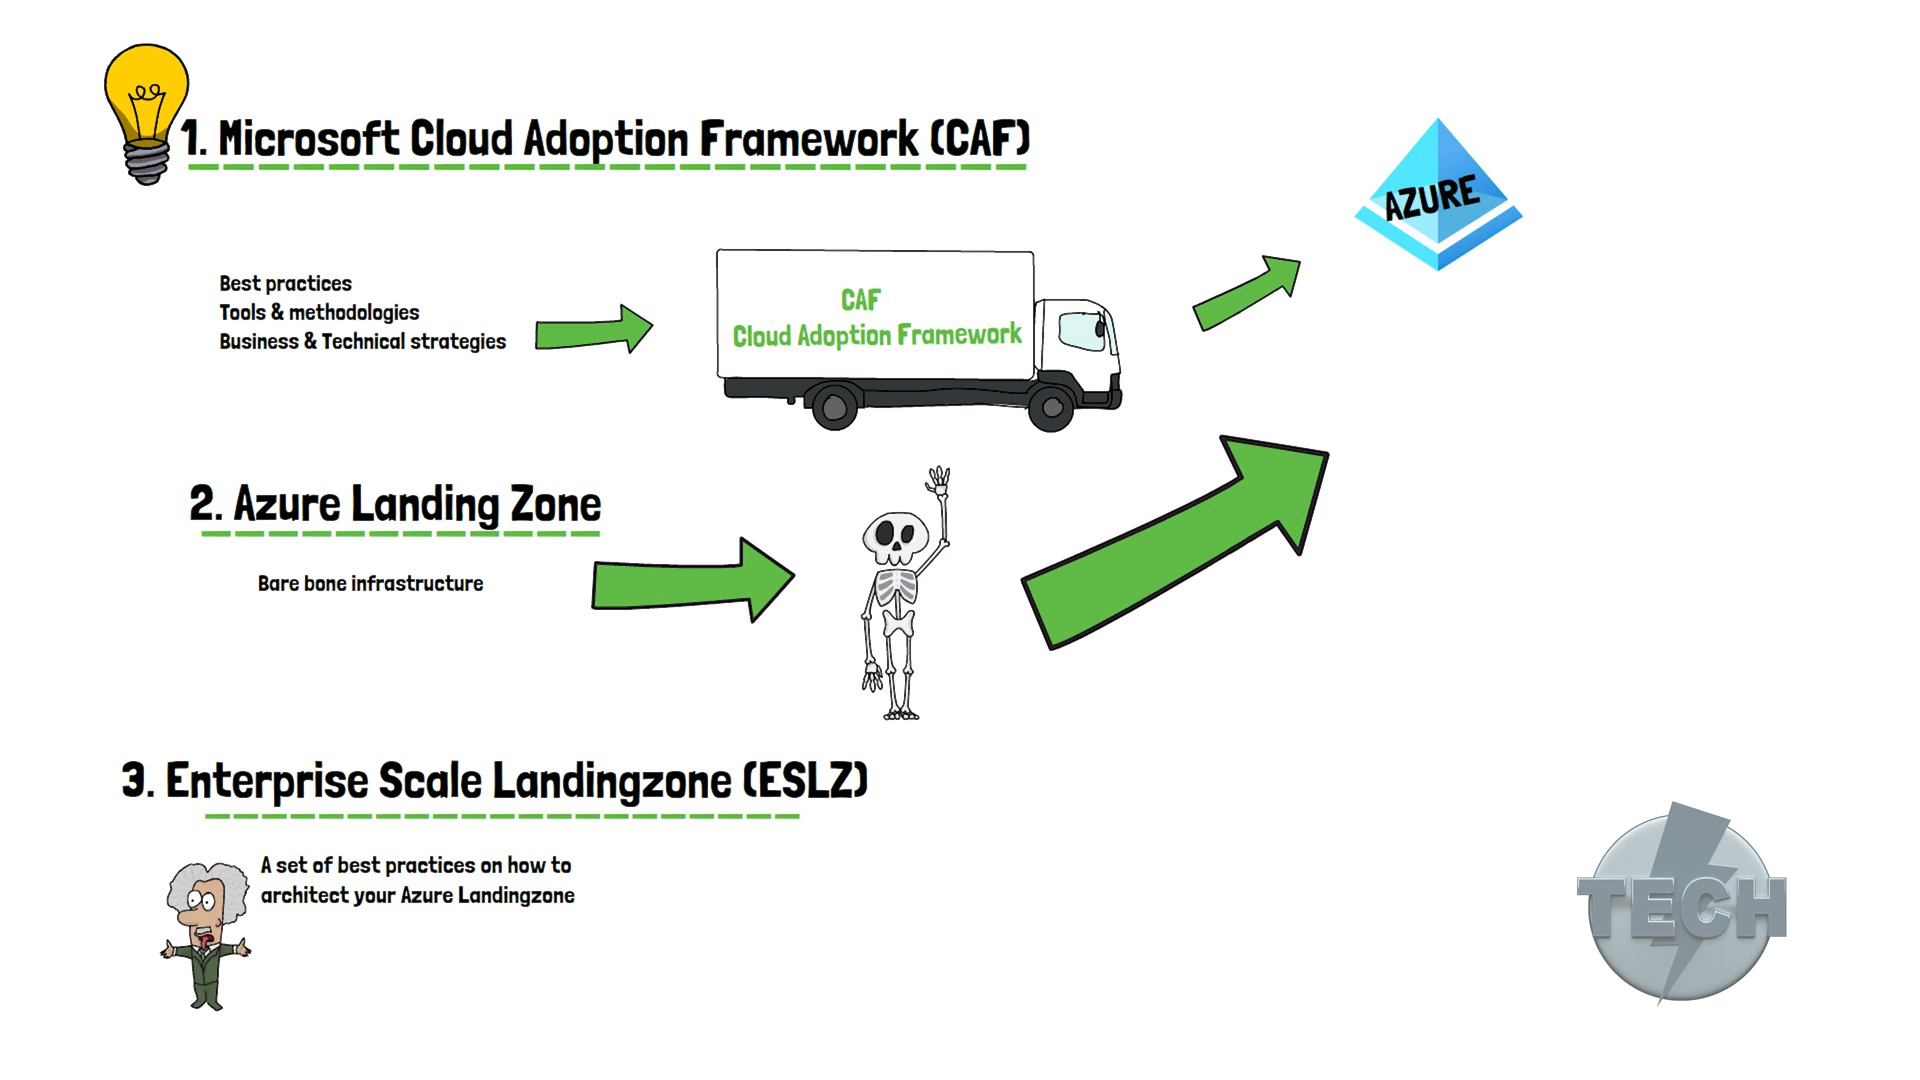 1. Microsoft Cloud Adoption Framework (CAF)
AZURE
Best practices
Tools & methodologies
Business & Technical strategies
CAF
Cloud Adoption Framework
2. Azure Landing Zone
Bare bone infrastructure
3. Enterprise Scale Landingzone (ESLZ)
A set of best practices on how to
architect your Azure Landingzone
TECH